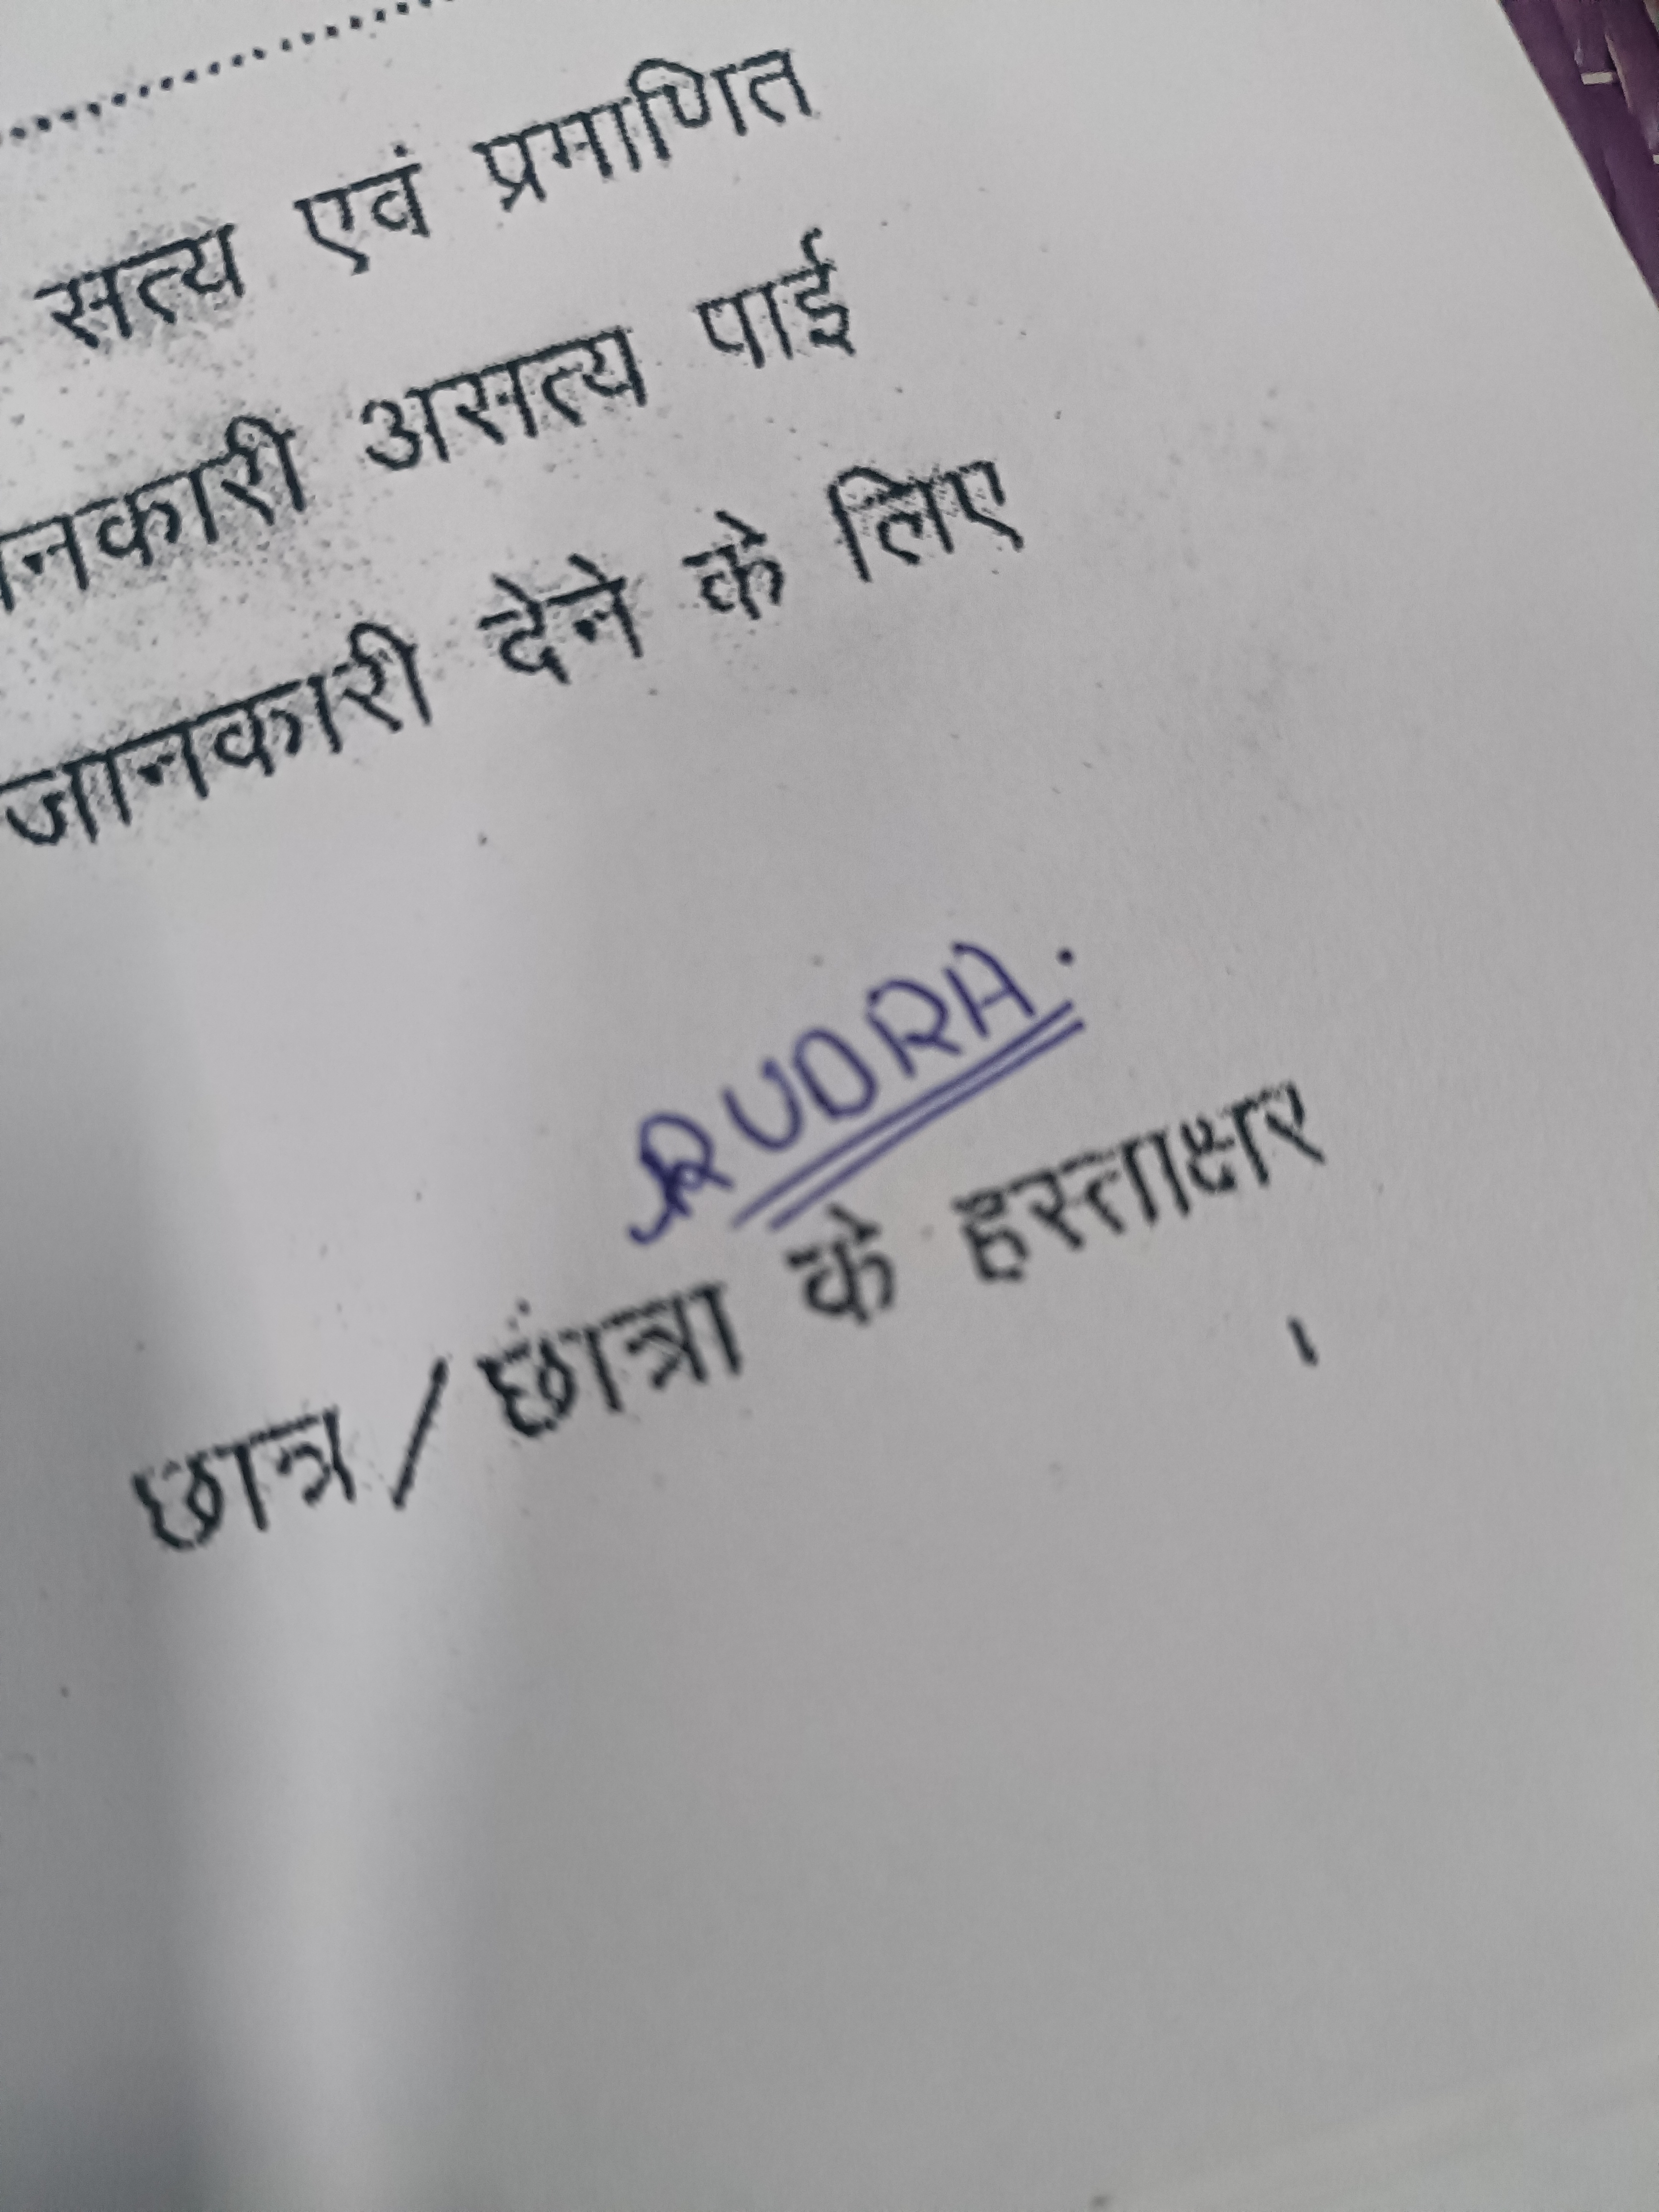 सत्य एवं प्रमाणित
जानकारी असत्य पाई
जानकारी देने के लिए
RUDRA.
छात्र/छात्रा के हस्ताक्षर